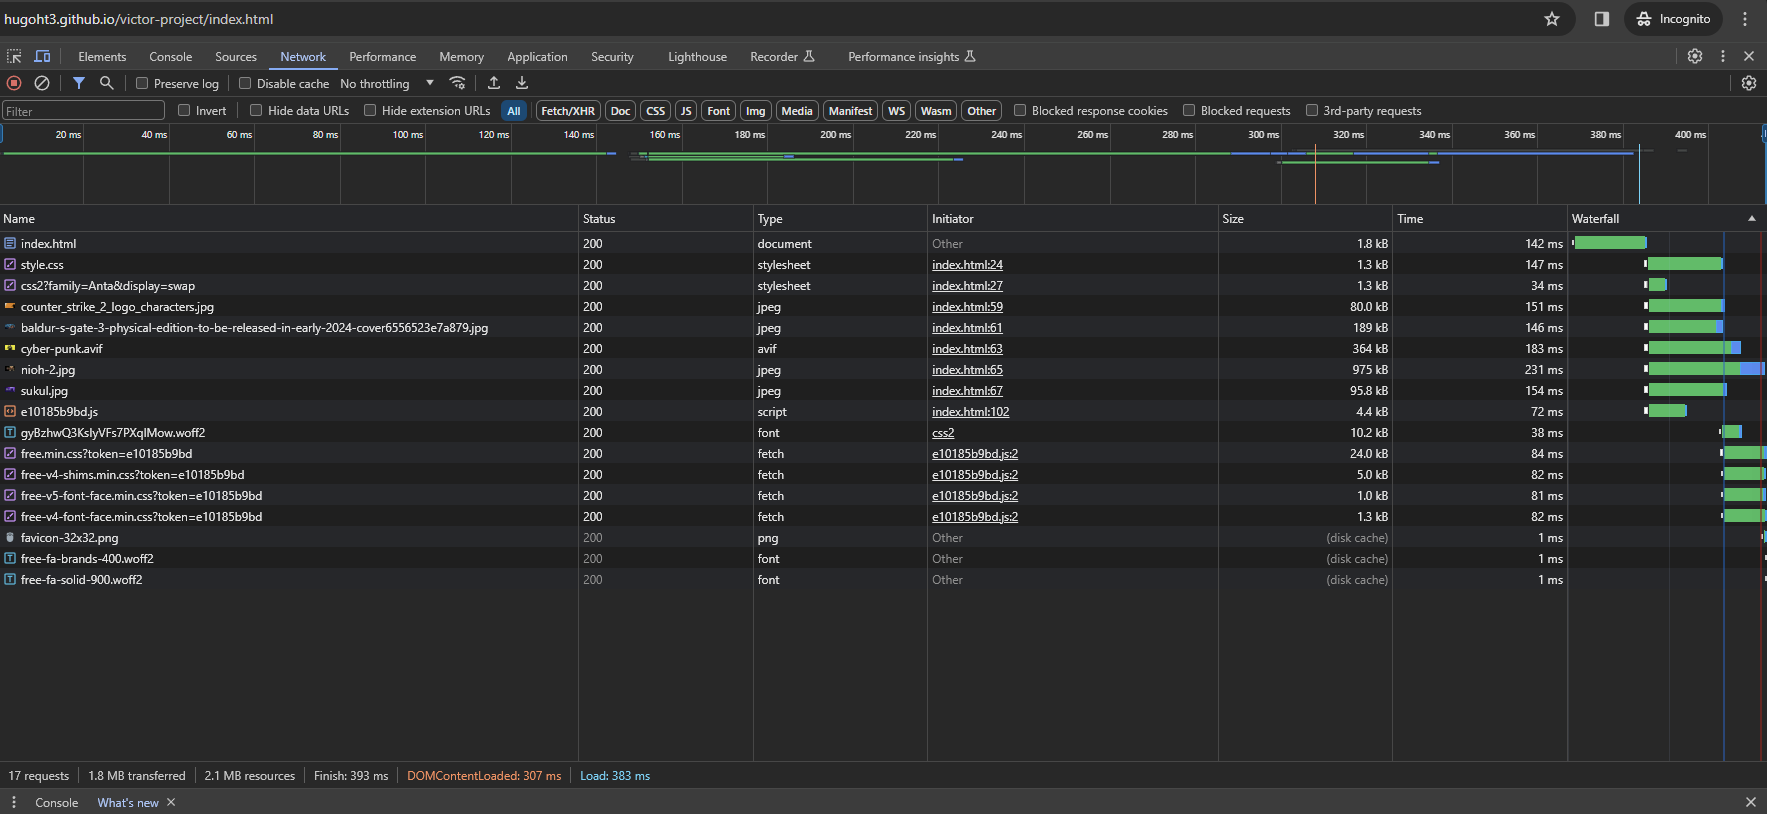 hugoht3.github.io/victor-project/index.html Incognito
Elements Console Sources Network Performance Memory Application Security Lighthouse Recorder Performance insights
Preserve log Disable cache No throttling
Filter Invert Hide data URLs Hide extension URLs All Fetch/XHR Doc CSS JS Font Img Media Manifest WS Wasm Other Blocked response cookies Blocked requests 3rd-party requests
20 ms 40 ms 60 ms 80 ms 100 ms 120 ms 140 ms 160 ms 180 ms 200 ms 220 ms 240 ms 260 ms 280 ms 300 ms 320 ms 340 ms 360 ms 380 ms 400 ms
Name Status Type Initiator Size Time Waterfall
index.html 200 document Other 1.8 kB 142 ms
style.css 200 stylesheet index.html:24 1.3 kB 147 ms
css2?family=Anta&display=swap 200 stylesheet index.html:27 1.3 kB 34 ms
counter_strike_2_logo_characters.jpg 200 jpeg index.html:59 80.0 kB 151 ms
baldur-s-gate-3-physical-edition-to-be-released-in-early-2024-cover6556523e7a879.jpg 200 jpeg index.html:61 189 kB 146 ms
cyber-punk.avif 200 avif index.html:63 364 kB 183 ms
nioh-2.jpg 200 jpeg index.html:65 975 kB 231 ms
sukul.jpg 200 jpeg index.html:67 95.8 kB 154 ms
e10185b9bd.js 200 script index.html:102 4.4 kB 72 ms
gyBzhwQ3KsIyVFs7PXqIMow.woff2 200 font css2 10.2 kB 38 ms
free.min.css?token=e10185b9bd 200 fetch e10185b9bd.js:2 24.0 kB 84 ms
free-v4-shims.min.css?token=e10185b9bd 200 fetch e10185b9bd.js:2 5.0 kB 82 ms
free-v5-font-face.min.css?token=e10185b9bd 200 fetch e10185b9bd.js:2 1.0 kB 81 ms
free-v4-font-face.min.css?token=e10185b9bd 200 fetch e10185b9bd.js:2 1.3 kB 82 ms
favicon-32x32.png 200 png Other (disk cache) 1 ms
free-fa-brands-400.woff2 200 font Other (disk cache) 1 ms
free-fa-solid-900.woff2 200 font Other (disk cache) 1 ms
17 requests 1.8 MB transferred 2.1 MB resources Finish: 393 ms DOMContentLoaded: 307 ms Load: 383 ms
Console What's new